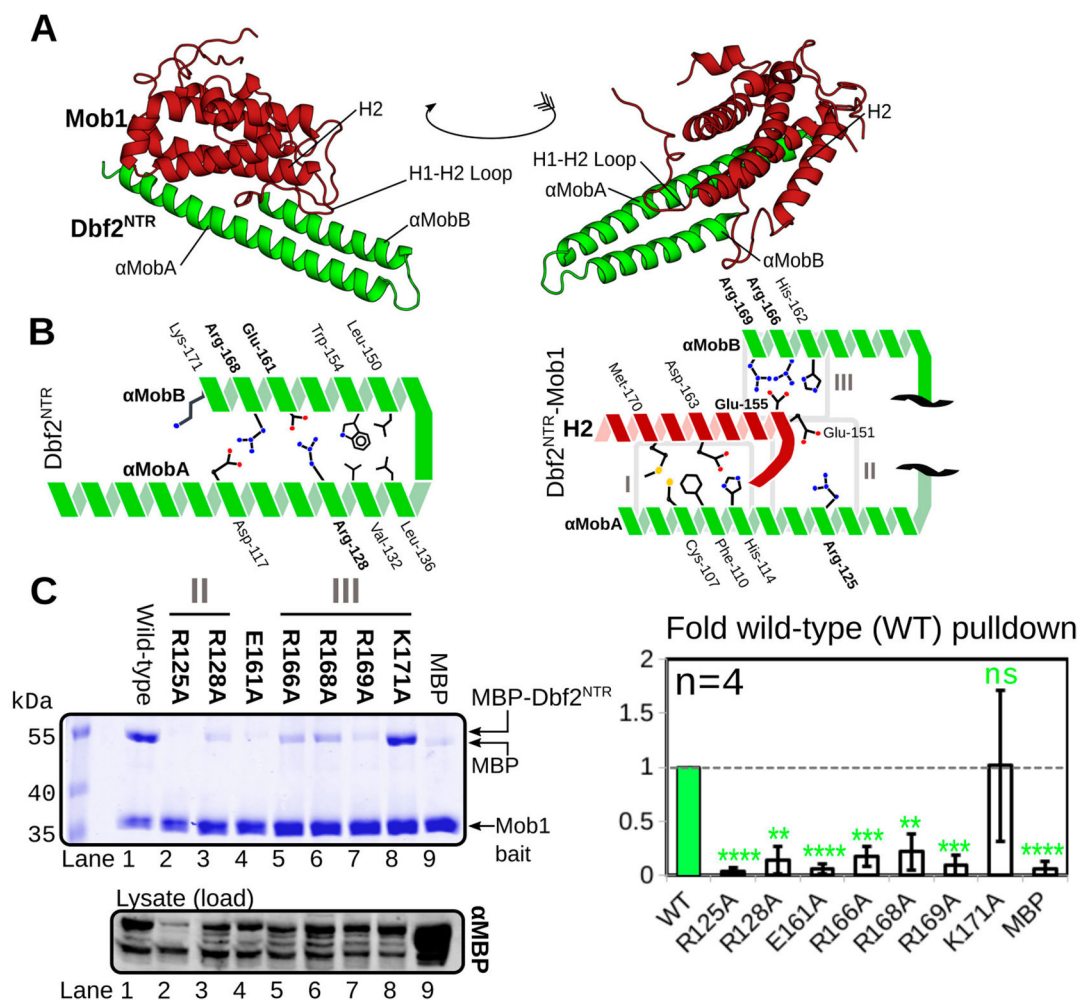 A
Mob1
H2
H1-H2 Loop
αMobB
Dbf2NTR
αMobA
H2
H1-H2 Loop
αMobA
αMobB
B
Dbf2NTR
Lys-171
Arg-168
Glu-161
Trp-154
Leu-150
αMobB
αMobA
Asp-117
Arg-128
Val-132
Leu-136
Dbf2NTR-Mob1
Arg-169
Arg-166
His-162
αMobB
III
Met-170
Asp-163
Glu-155
Glu-151
H2
I
II
αMobA
Cys-107
Phe-110
His-114
Arg-125
C
II
III
Wild-type
R125A
R128A
E161A
R166A
R168A
R169A
K171A
MBP
kDa
55
40
35
MBP-Dbf2NTR
MBP
Mob1
bait
Lane 1 2 3 4 5 6 7 8 9
Lysate (load)
αMBP
Lane 1 2 3 4 5 6 7 8 9
Fold wild-type (WT) pulldown
n=4
2
1.5
1
0.5
0
**** ** **** *** ** *** ns ****
WT R125A R128A E161A R166A R168A R169A K171A MBP